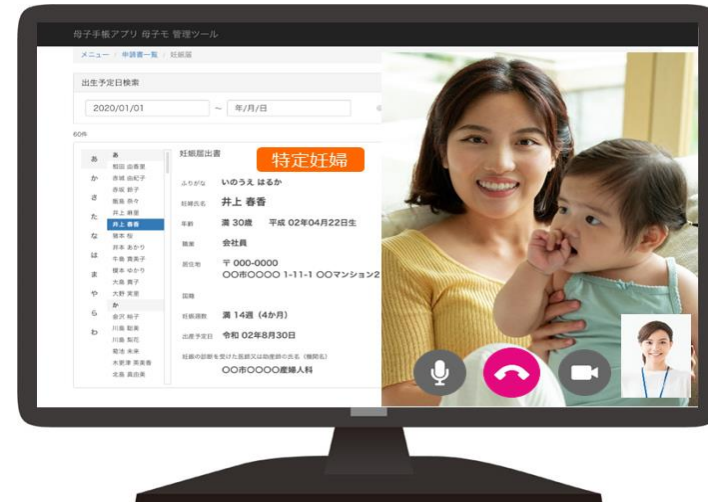 母子手帳アプリ 母子モ 管理ツール
メニュー / 申請書一覧 / 妊娠届
出生予定日検索
2020/01/01 ~ 年/月/日
60件
妊娠届出書
特定妊婦
あ
か
さ
た
な
は
ま
や
ら
わ
あ
相田 由香里
赤城 由紀子
赤坂 朝子
飯島 奈々
井上 麻里
井上 春香
植本 桜
井本 あかり
牛島 貴美子
榎本 ゆかり
大島 貴子
大野 実里
か
金沢 明子
川島 聡美
川島 梨花
菊池 未来
木更津 菜美香
北島 真由美
ふりがな いのうえ はるか
妊婦氏名 井上 春香
年齢 満 30歳 平成 02年04月22日生
職業 会社員
居住地 〒 000-0000
〇〇市〇〇〇〇 1-11-1 〇〇マンション2
国籍
妊娠週数 満 14週（4か月）
出産予定日 令和 02年8月30日
妊娠の診断を受けた医師又は助産師の氏名（機関名）
〇〇市〇〇〇〇産婦人科